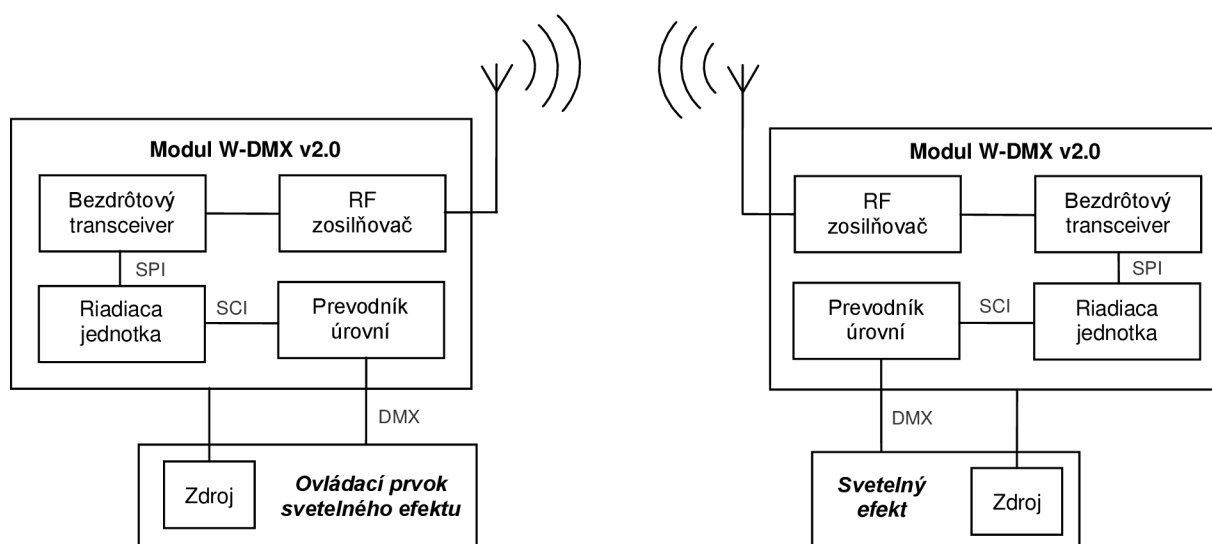 Modul W-DMX v2.0
Bezdrôtový
transceiver
RF
zosilňovač
SPI
Riadiaca
jednotka
SCI
Prevodník
úrovní
DMX
Zdroj
Ovládací prvok
svetelného efektu
Modul W-DMX v2.0
RF
zosilňovač
Bezdrôtový
transceiver
SPI
Prevodník
úrovní
SCI
Riadiaca
jednotka
DMX
Svetelný
efekt
Zdroj